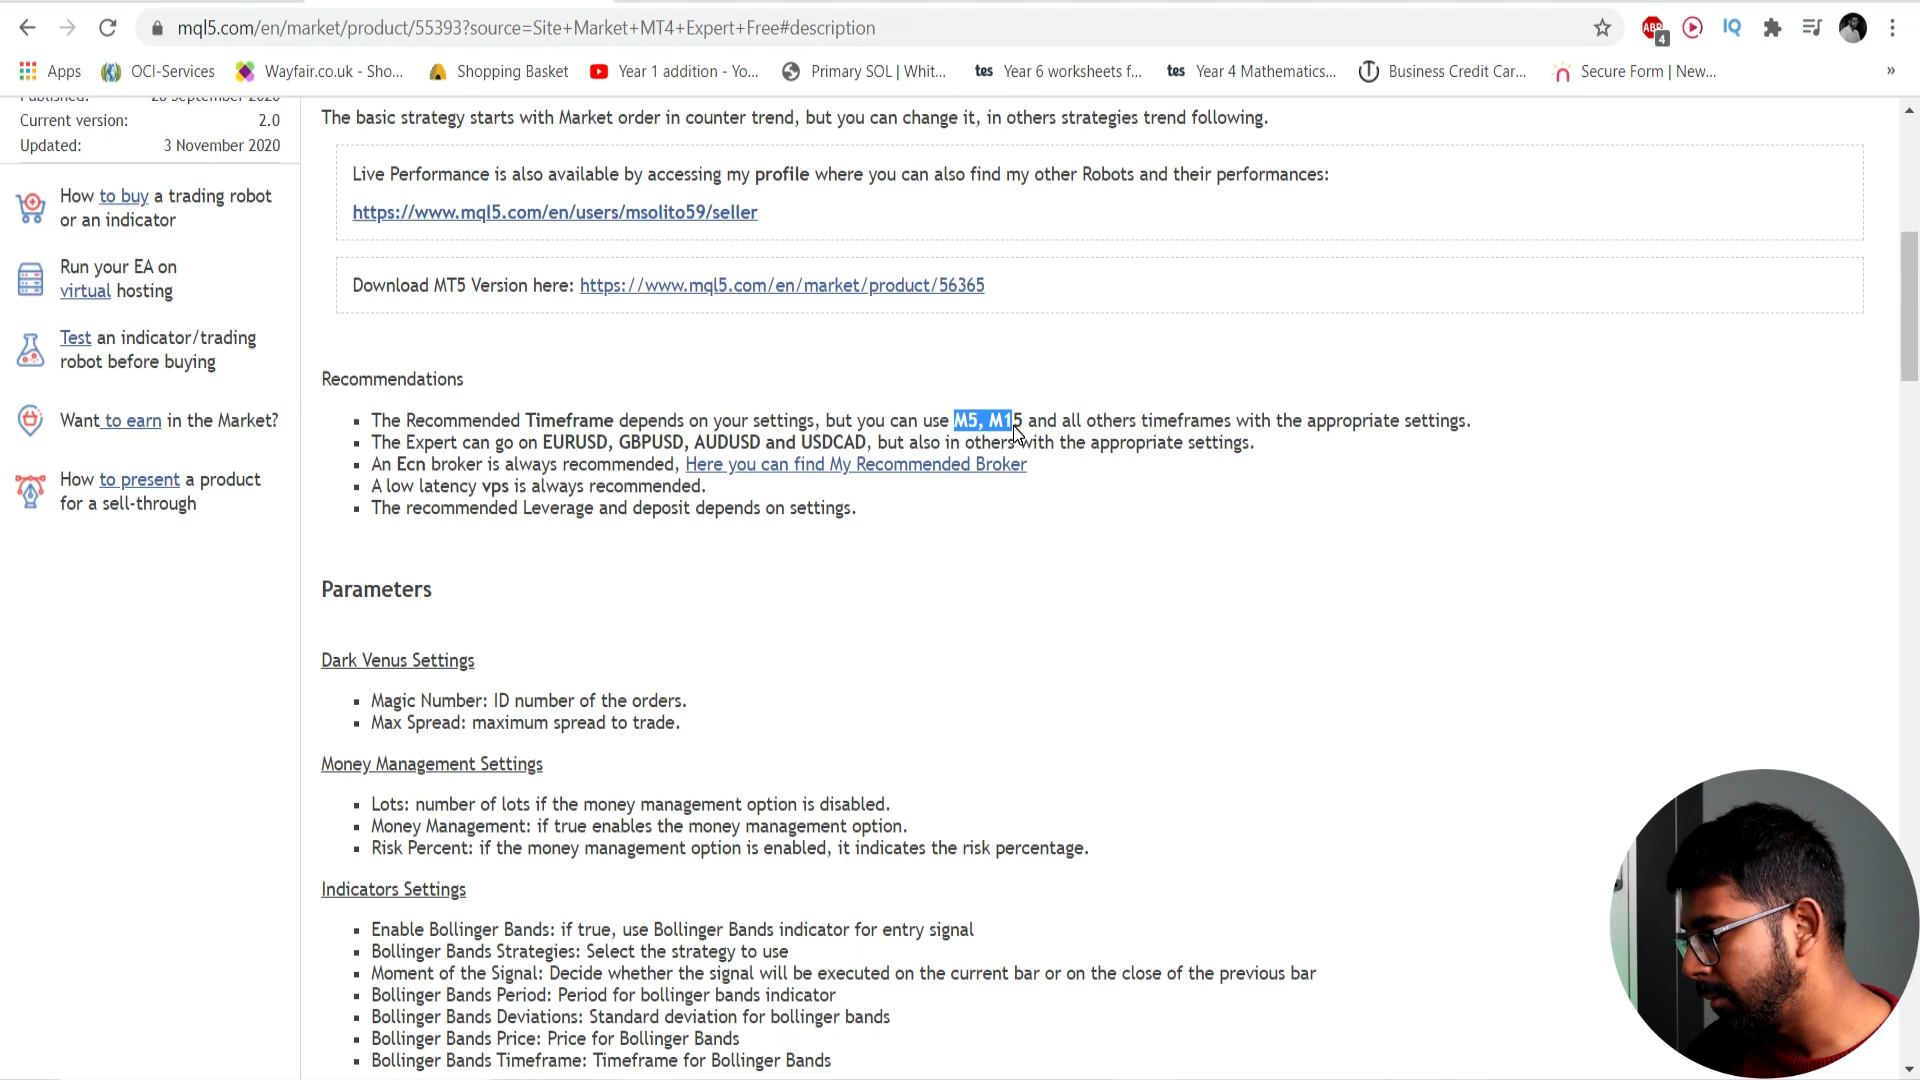 mql5.com/en/market/product/55393?source=Site+Market+MT4+Expert+Free#description
ABP
4
IQ
Apps
OCI-Services
Wayfair.co.uk - Sho...
Shopping Basket
Year 1 addition - Yo...
Primary SOL | Whit...
tes Year 6 worksheets f...
tes Year 4 Mathematics...
Business Credit Car...
Secure Form | New...
»
Published: 28 September 2020
Current version: 2.0
Updated: 3 November 2020
How to buy a trading robot
or an indicator
Run your EA on
virtual hosting
Test an indicator/trading
robot before buying
Want to earn in the Market?
How to present a product
for a sell-through
The basic strategy starts with Market order in counter trend, but you can change it, in others strategies trend following.
Live Performance is also available by accessing my profile where you can also find my other Robots and their performances:
https://www.mql5.com/en/users/msolito59/seller
Download MT5 Version here: https://www.mql5.com/en/market/product/56365
Recommendations
▪ The Recommended Timeframe depends on your settings, but you can use M5, M15 and all others timeframes with the appropriate settings.
▪ The Expert can go on EURUSD, GBPUSD, AUDUSD and USDCAD, but also in others with the appropriate settings.
▪ An Ecn broker is always recommended, Here you can find My Recommended Broker
▪ A low latency vps is always recommended.
▪ The recommended Leverage and deposit depends on settings.
Parameters
Dark Venus Settings
▪ Magic Number: ID number of the orders.
▪ Max Spread: maximum spread to trade.
Money Management Settings
▪ Lots: number of lots if the money management option is disabled.
▪ Money Management: if true enables the money management option.
▪ Risk Percent: if the money management option is enabled, it indicates the risk percentage.
Indicators Settings
▪ Enable Bollinger Bands: if true, use Bollinger Bands indicator for entry signal
▪ Bollinger Bands Strategies: Select the strategy to use
▪ Moment of the Signal: Decide whether the signal will be executed on the current bar or on the close of the previous bar
▪ Bollinger Bands Period: Period for bollinger bands indicator
▪ Bollinger Bands Deviations: Standard deviation for bollinger bands
▪ Bollinger Bands Price: Price for Bollinger Bands
▪ Bollinger Bands Timeframe: Timeframe for Bollinger Bands